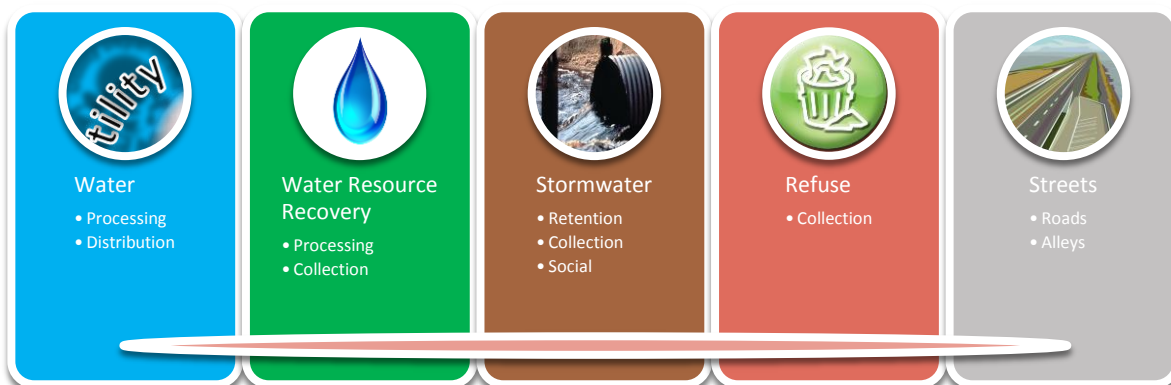 tility
Water
• Processing
• Distribution
Water Resource
Recovery
• Processing
• Collection
Stormwater
• Retention
• Collection
• Social
Refuse
• Collection
Streets
• Roads
• Alleys